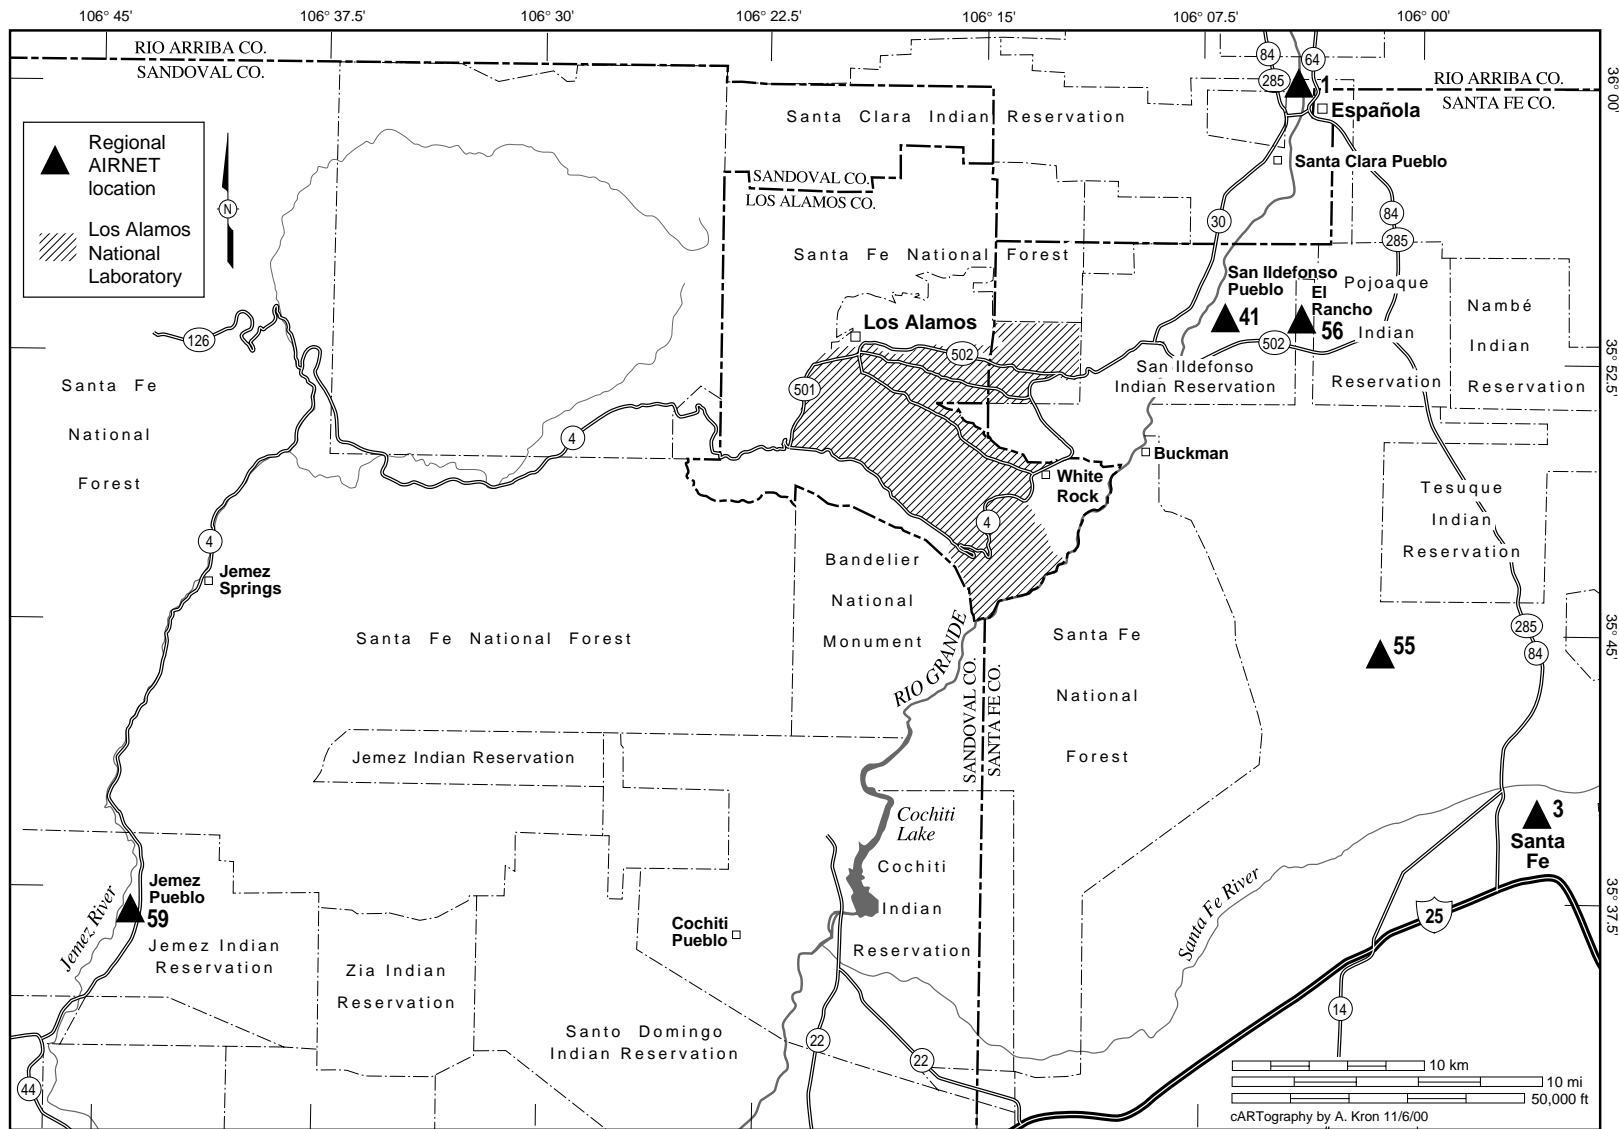 106° 45'
106° 37.5'
106° 30'
106° 22.5'
106° 15'
106° 07.5'
106° 00'
RIO ARRIBA CO.
SANDOVAL CO.
84
64
285
1
RIO ARRIBA CO.
SANTA FE CO.
36° 00'
Española
Santa Clara Indian Reservation
Regional
AIRNET
location
N
Los Alamos
National
Laboratory
Santa Clara Pueblo
SANDOVAL CO.
LOS ALAMOS CO.
30
84
285
Santa Fe National Forest
San Ildefonso
Pueblo
41
El
Rancho
56
Pojoaque
Indian
Reservation
Nambé
Indian
Reservation
Los Alamos
126
502
502
35° 52.5'
San Ildefonso
Indian Reservation
501
Santa Fe
National
Forest
4
Buckman
White
Rock
Tesuque
Indian
Reservation
4
4
Jemez
Springs
Bandelier
National
Monument
Santa Fe National Forest
RIO GRANDE
Santa Fe
National
Forest
285
84
35° 45'
55
SANDOVAL CO.
SANTA FE CO.
Jemez Indian Reservation
Cochiti
Lake
3
Santa
Fe
Jemez
Pueblo
59
Jemez River
Jemez Indian
Reservation
Cochiti
Indian
Reservation
Cochiti
Pueblo
Santa Fe River
25
35° 37.5'
Zia Indian
Reservation
Santo Domingo
Indian Reservation
14
22
22
44
10 km
10 mi
50,000 ft
cARTography by A. Kron 11/6/00